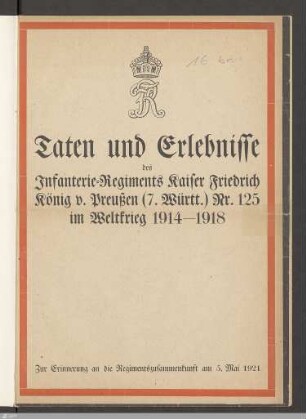 Taten und Erlebnisse
des
Infanterie-Regiments Kaiser Friedrich
König v. Preußen (7. Württ.) Nr. 125
im Weltkrieg 1914—1918
Zur Erinnerung an die Regimentszusammenkunft am 5. Mai 1921.